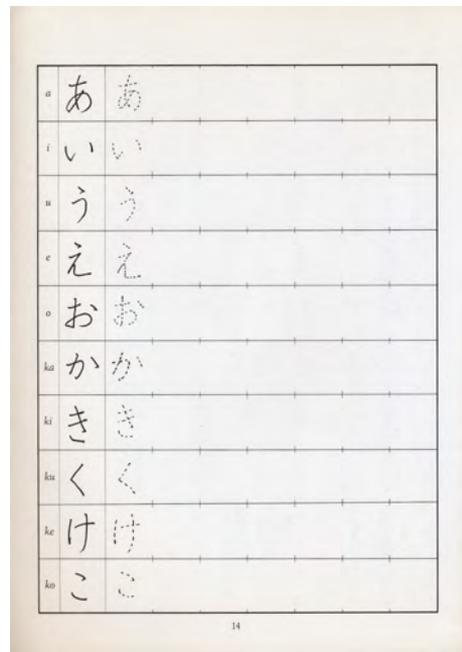 a あ あ
i い い
u う う
e え え
o お お
ka か か
ki き き
ku く く
ke け け
ko こ こ
14